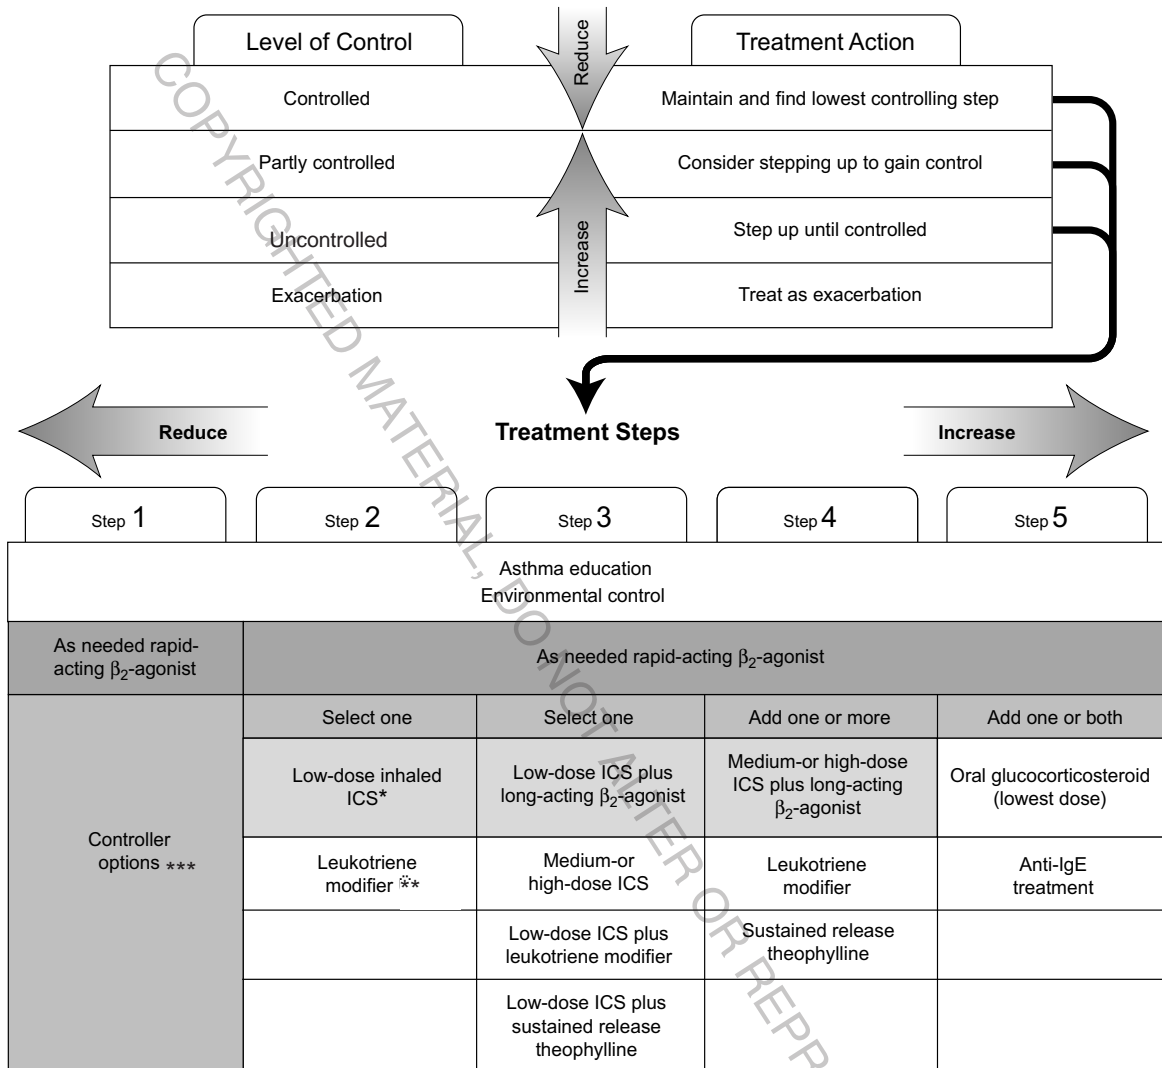 Level of Control
Reduce
Treatment Action
Controlled
Maintain and find lowest controlling step
Partly controlled
Consider stepping up to gain control
Increase
Uncontrolled
Step up until controlled
Exacerbation
Treat as exacerbation
Reduce
Treatment Steps
Increase
Step 1
Step 2
Step 3
Step 4
Step 5
Asthma education
Environmental control
As needed rapid-
acting β₂-agonist
As needed rapid-acting β₂-agonist
Select one
Select one
Add one or more
Add one or both
Controller
options ***
Low-dose inhaled
ICS*
Low-dose ICS plus
long-acting β₂-agonist
Medium-or high-dose
ICS plus long-acting
β₂-agonist
Oral glucocorticosteroid
(lowest dose)
Leukotriene
modifier **
Medium-or
high-dose ICS
Leukotriene
modifier
Anti-IgE
treatment
Low-dose ICS plus
leukotriene modifier
Sustained release
theophylline
Low-dose ICS plus
sustained release
theophylline
COPYRIGHTED MATERIAL, DO NOT ALTER OR REPR